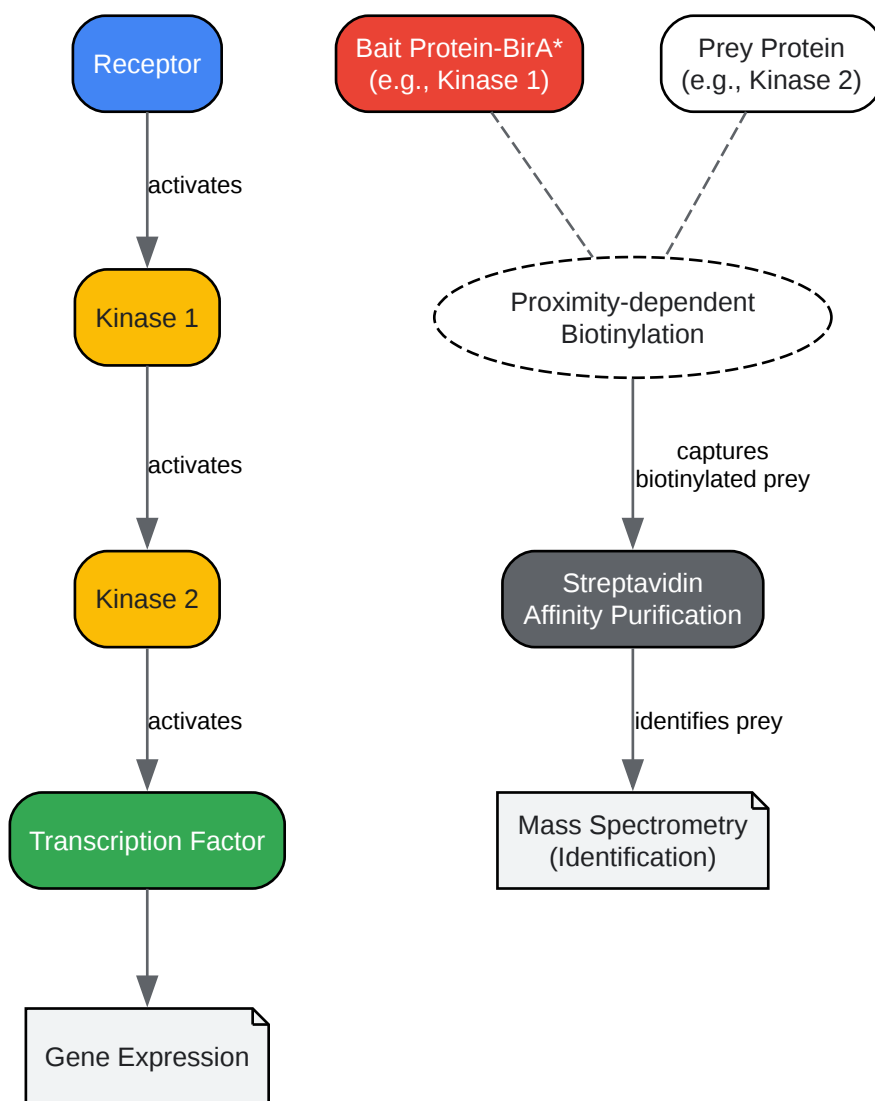 Receptor
activates
Kinase 1
activates
Kinase 2
activates
Transcription Factor
Gene Expression
Bait Protein-BirA*
(e.g., Kinase 1)
Prey Protein
(e.g., Kinase 2)
Proximity-dependent
Biotinylation
captures
biotinylated prey
Streptavidin
Affinity Purification
identifies prey
Mass Spectrometry
(Identification)